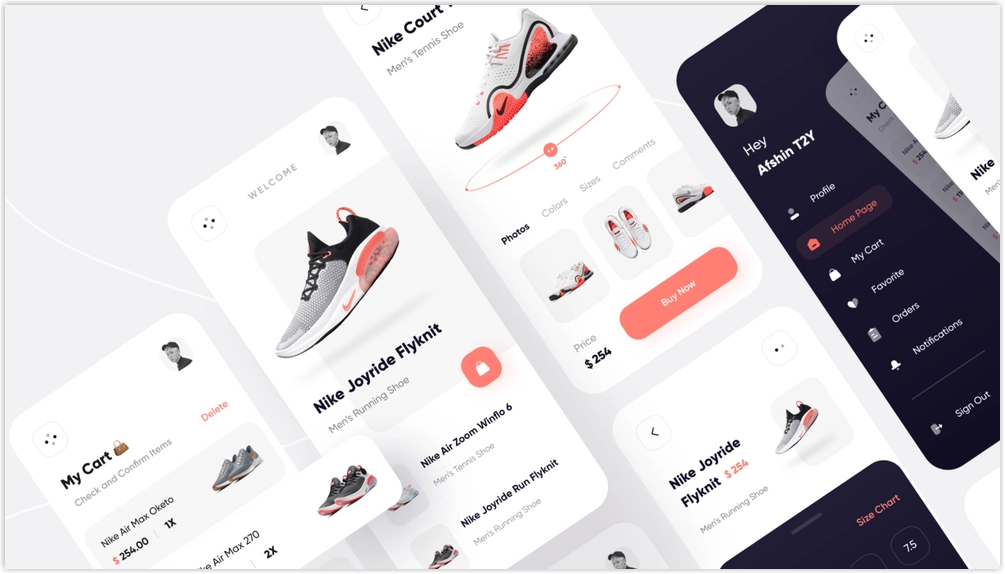 My Cart
Check and Confirm Items
Delete
Nike Air Max Oketo
$ 254.00
1X
Nike Air Max 270
2X
WELCOME
Nike Joyride Flyknit
Men's Running Shoe
Nike Air Zoom Winflo 6
Men's Tennis Shoe
Nike Joyride Run Flyknit
Men's Running Shoe
Nike Court
Men's Tennis Shoe
360°
Photos
Colors
Sizes
Comments
Price
$ 254
Buy Now
Nike Joyride
Flyknit $ 254
Men's Running Shoe
Size Chart
7.5
Hey
Afshin T2Y
Profile
Home Page
My Cart
Favorite
Orders
Notifications
Sign Out
My C
Check
Nike